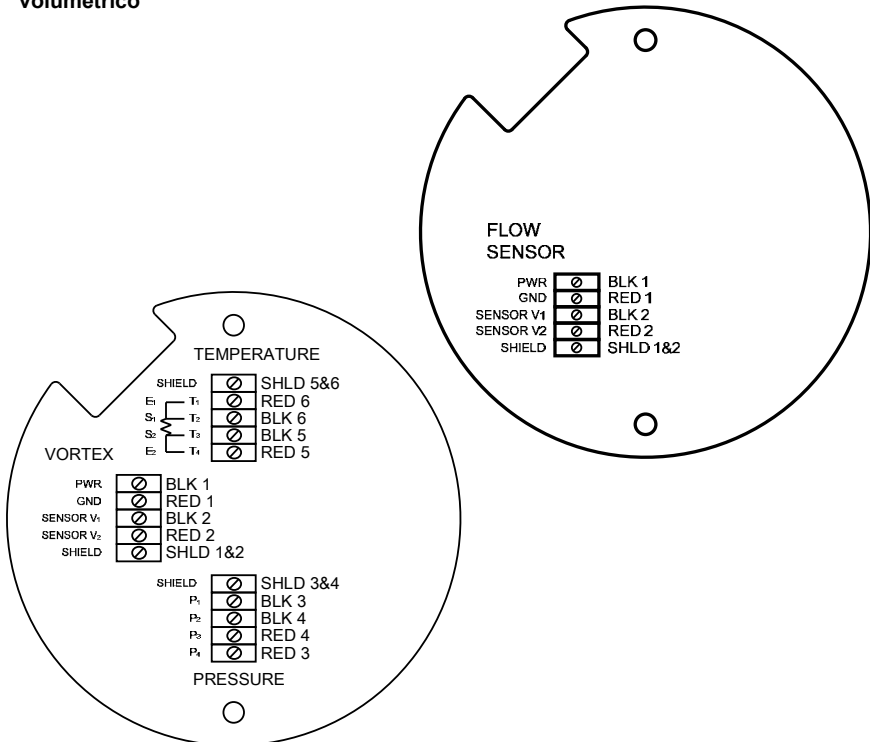 Volumétrico
FLOW
SENSOR
PWR BLK 1
GND RED 1
SENSOR V1 BLK 2
SENSOR V2 RED 2
SHIELD SHLD 1&2
TEMPERATURE
SHIELD SHLD 5&6
E1 T1 RED 6
S1 T2 BLK 6
S2 T3 BLK 5
E2 T4 RED 5
VORTEX
PWR BLK 1
GND RED 1
SENSOR V1 BLK 2
SENSOR V2 RED 2
SHIELD SHLD 1&2
SHIELD SHLD 3&4
P1 BLK 3
P2 BLK 4
P3 RED 4
P4 RED 3
PRESSURE